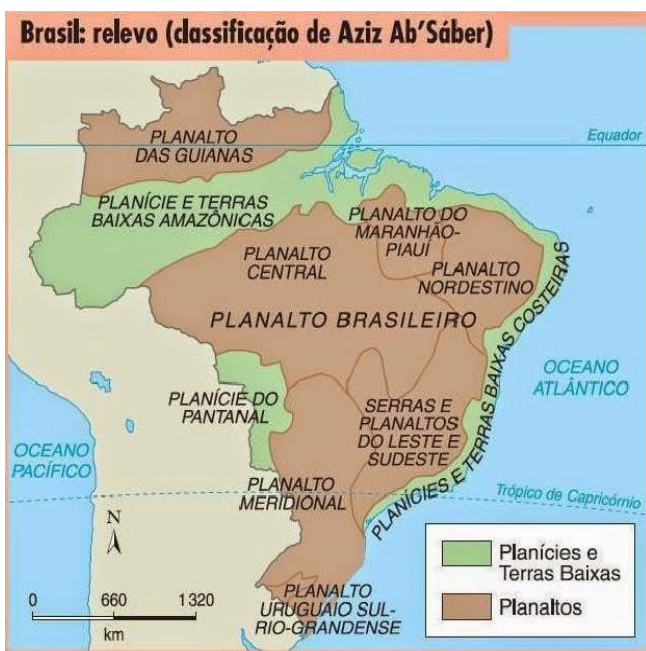 Brasil: relevo (classificação de Aziz Ab'Sáber)
PLANALTO
DAS GUIANAS
Equador
PLANÍCIE E TERRAS
BAIXAS AMAZÔNICAS
PLANALTO DO
MARANHÃO-
PIAUÍ
PLANALTO
CENTRAL
PLANALTO
NORDESTINO
PLANALTO BRASILEIRO
PLANÍCIES E TERRAS BAIXAS COSTEIRAS
OCEANO
ATLÂNTICO
PLANÍCIE DO
PANTANAL
SERRAS E
PLANALTOS
DO LESTE E
SUDESTE
OCEANO
PACÍFICO
PLANALTO
MERIDIONAL
Trópico de Capricórnio
N
0 660 1320
km
PLANALTO
URUGUAIO SUL-
RIO-GRANDENSE
Planícies e
Terras Baixas
Planaltos